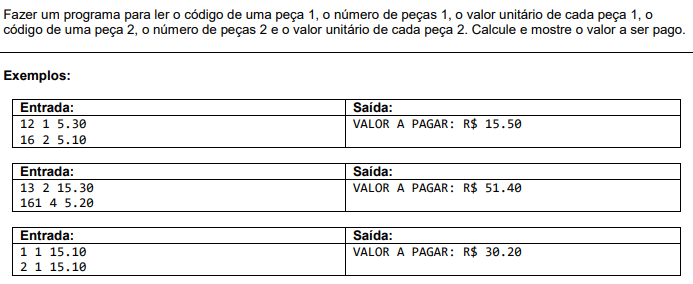 Fazer um programa para ler o código de uma peça 1, o número de peças 1, o valor unitário de cada peça 1, o
código de uma peça 2, o número de peças 2 e o valor unitário de cada peça 2. Calcule e mostre o valor a ser pago.
Exemplos:
Entrada: Saída:
12 1 5.30 VALOR A PAGAR: R$ 15.50
16 2 5.10
Entrada: Saída:
13 2 15.30 VALOR A PAGAR: R$ 51.40
161 4 5.20
Entrada: Saída:
1 1 15.10 VALOR A PAGAR: R$ 30.20
2 1 15.10